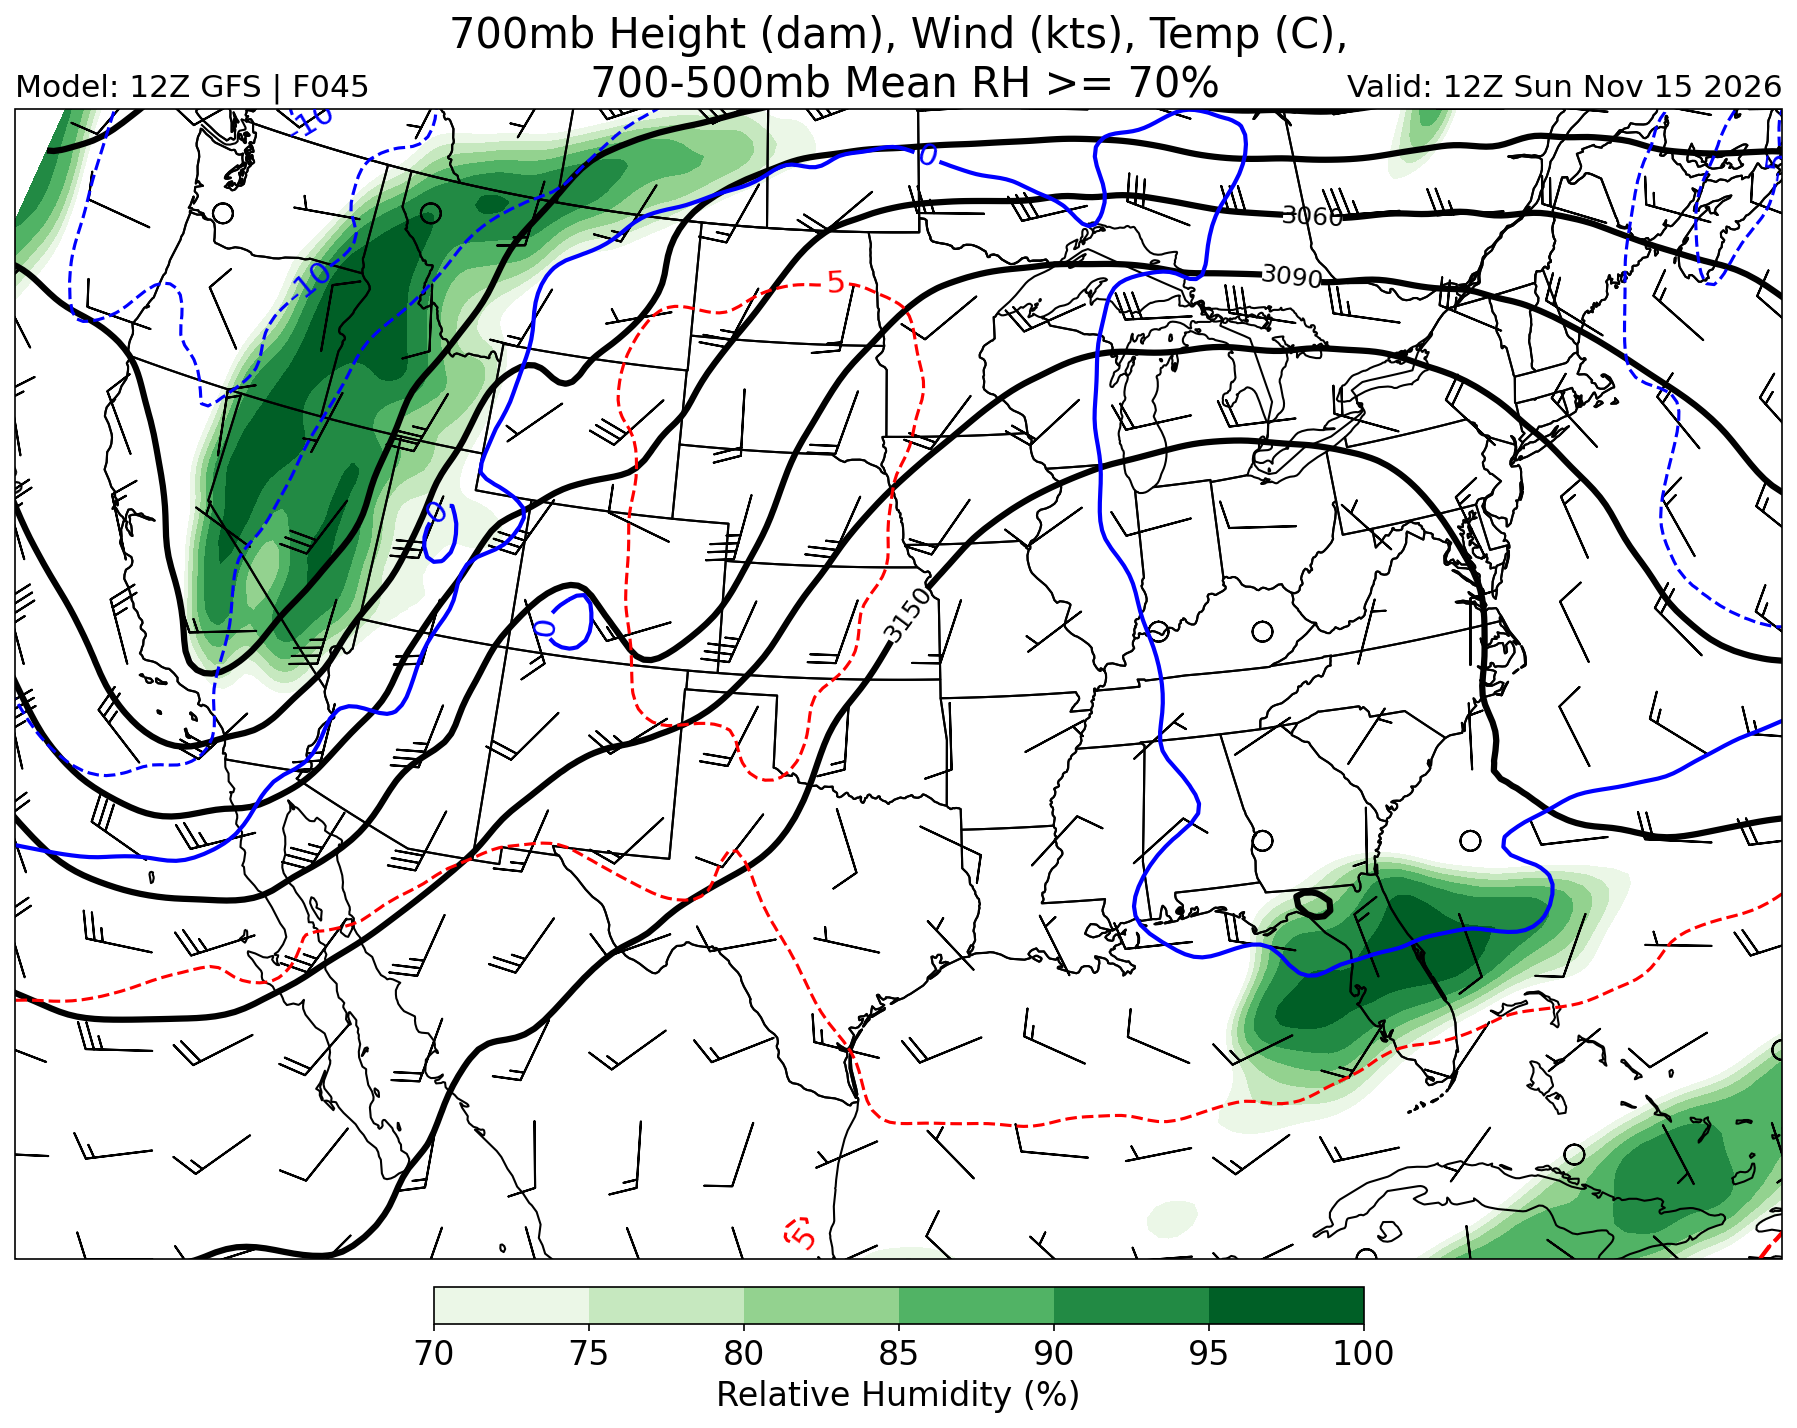 700mb Height (dam), Wind (kts), Temp (C),
700-500mb Mean RH >= 70%
Model: 12Z GFS | F045
Valid: 12Z Sun Nov 15 2026
-10
0
3060
5
3090
-10
0
3150
0
5
70 75 80 85 90 95 100
Relative Humidity (%)